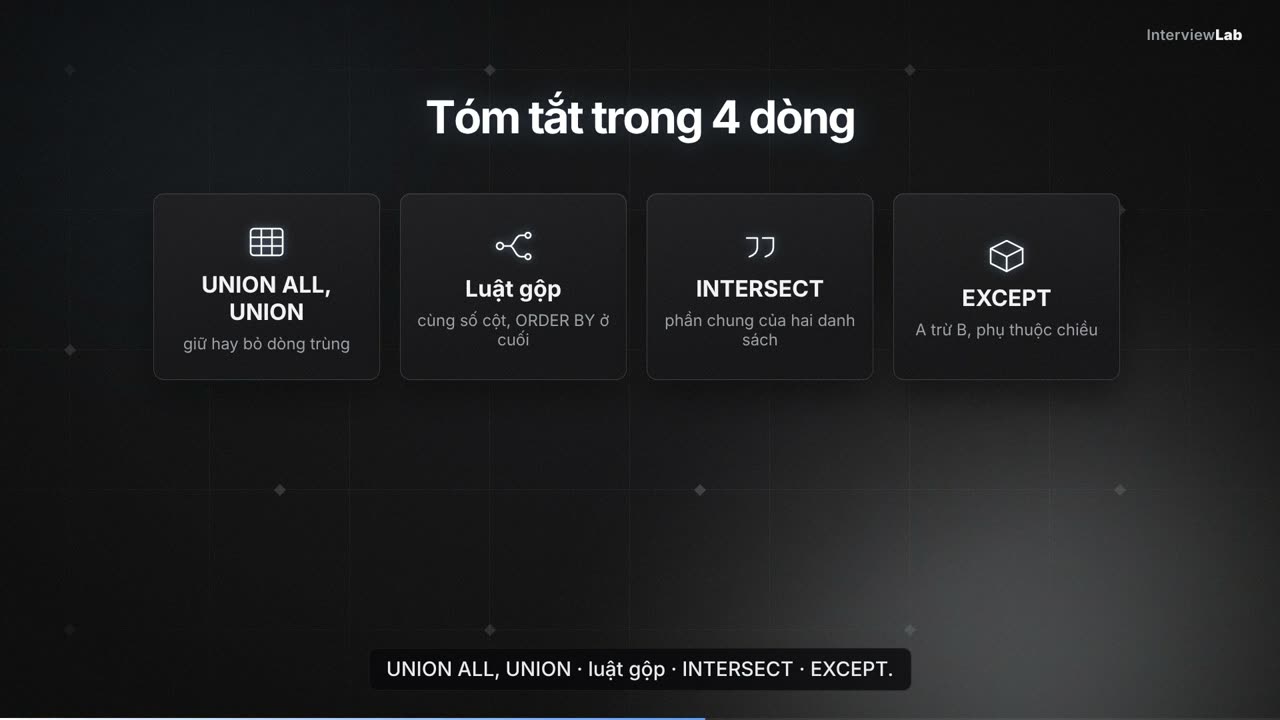 InterviewLab
Tóm tắt trong 4 dòng
UNION ALL,
UNION
giữ hay bỏ dòng trùng
Luật gộp
cùng số cột, ORDER BY ở
cuối
INTERSECT
phần chung của hai danh
sách
EXCEPT
A trừ B, phụ thuộc chiều
UNION ALL, UNION · luật gộp · INTERSECT · EXCEPT.